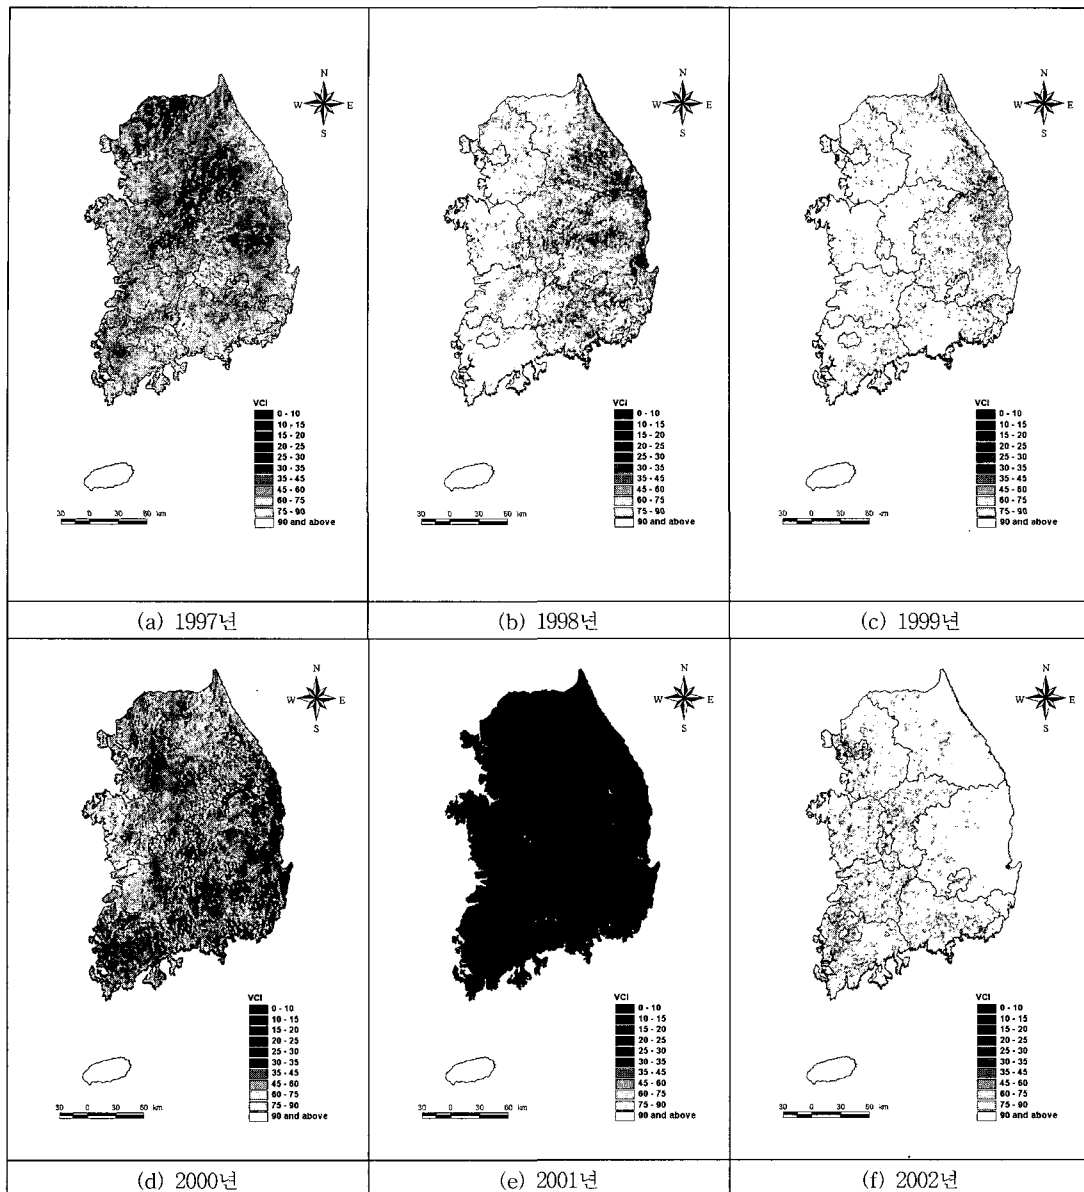 N
W E
S
VCI
0 - 10
10 - 15
15 - 20
20 - 25
25 - 30
30 - 35
35 - 45
45 - 60
60 - 75
75 - 90
90 and above
30 0 30 60 km
(a) 1997년
N
W E
S
VCI
0 - 10
10 - 15
15 - 20
20 - 25
25 - 30
30 - 35
35 - 45
45 - 60
60 - 75
75 - 90
90 and above
30 0 30 60 km
(b) 1998년
N
W E
S
VCI
0 - 10
10 - 15
15 - 20
20 - 25
25 - 30
30 - 35
35 - 45
45 - 60
60 - 75
75 - 90
90 and above
30 0 30 60 km
(c) 1999년
N
W E
S
VCI
0 - 10
10 - 15
15 - 20
20 - 25
25 - 30
30 - 35
35 - 45
45 - 60
60 - 75
75 - 90
90 and above
30 0 30 60 km
(d) 2000년
N
W E
S
VCI
0 - 10
10 - 15
15 - 20
20 - 25
25 - 30
30 - 35
35 - 45
45 - 60
60 - 75
75 - 90
90 and above
30 0 30 60 km
(e) 2001년
N
W E
S
VCI
0 - 10
10 - 15
15 - 20
20 - 25
25 - 30
30 - 35
35 - 45
45 - 60
60 - 75
75 - 90
90 and above
30 0 30 60 km
(f) 2002년